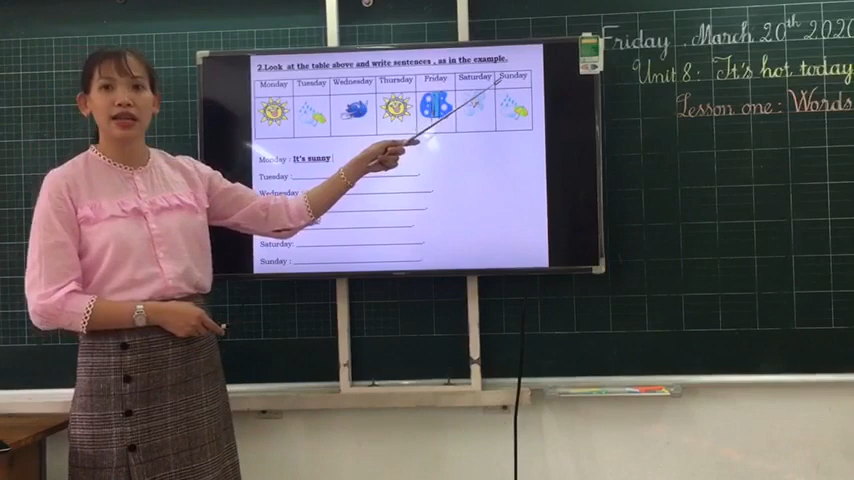 Friday, March 20th 2020
Unit 8: It's hot today
Lesson one: Words
2.Look at the table above and write sentences , as in the example.
Monday Tuesday Wednesday Thursday Friday Saturday Sunday
Monday : It's sunny
Tuesday :
Wednesday
Saturday:
Sunday :